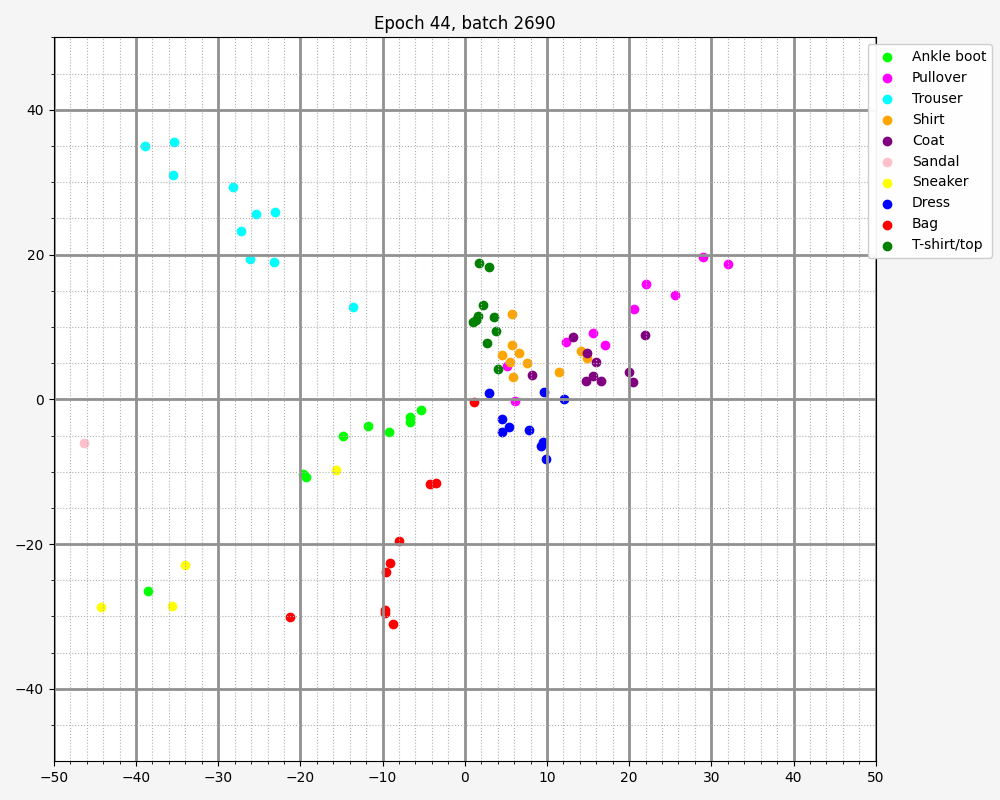 Epoch 44, batch 2690
Ankle boot
Pullover
Trouser
Shirt
Coat
Sandal
Sneaker
Dress
Bag
T-shirt/top
40
20
0
−20
−40
−50 −40 −30 −20 −10 0 10 20 30 40 50